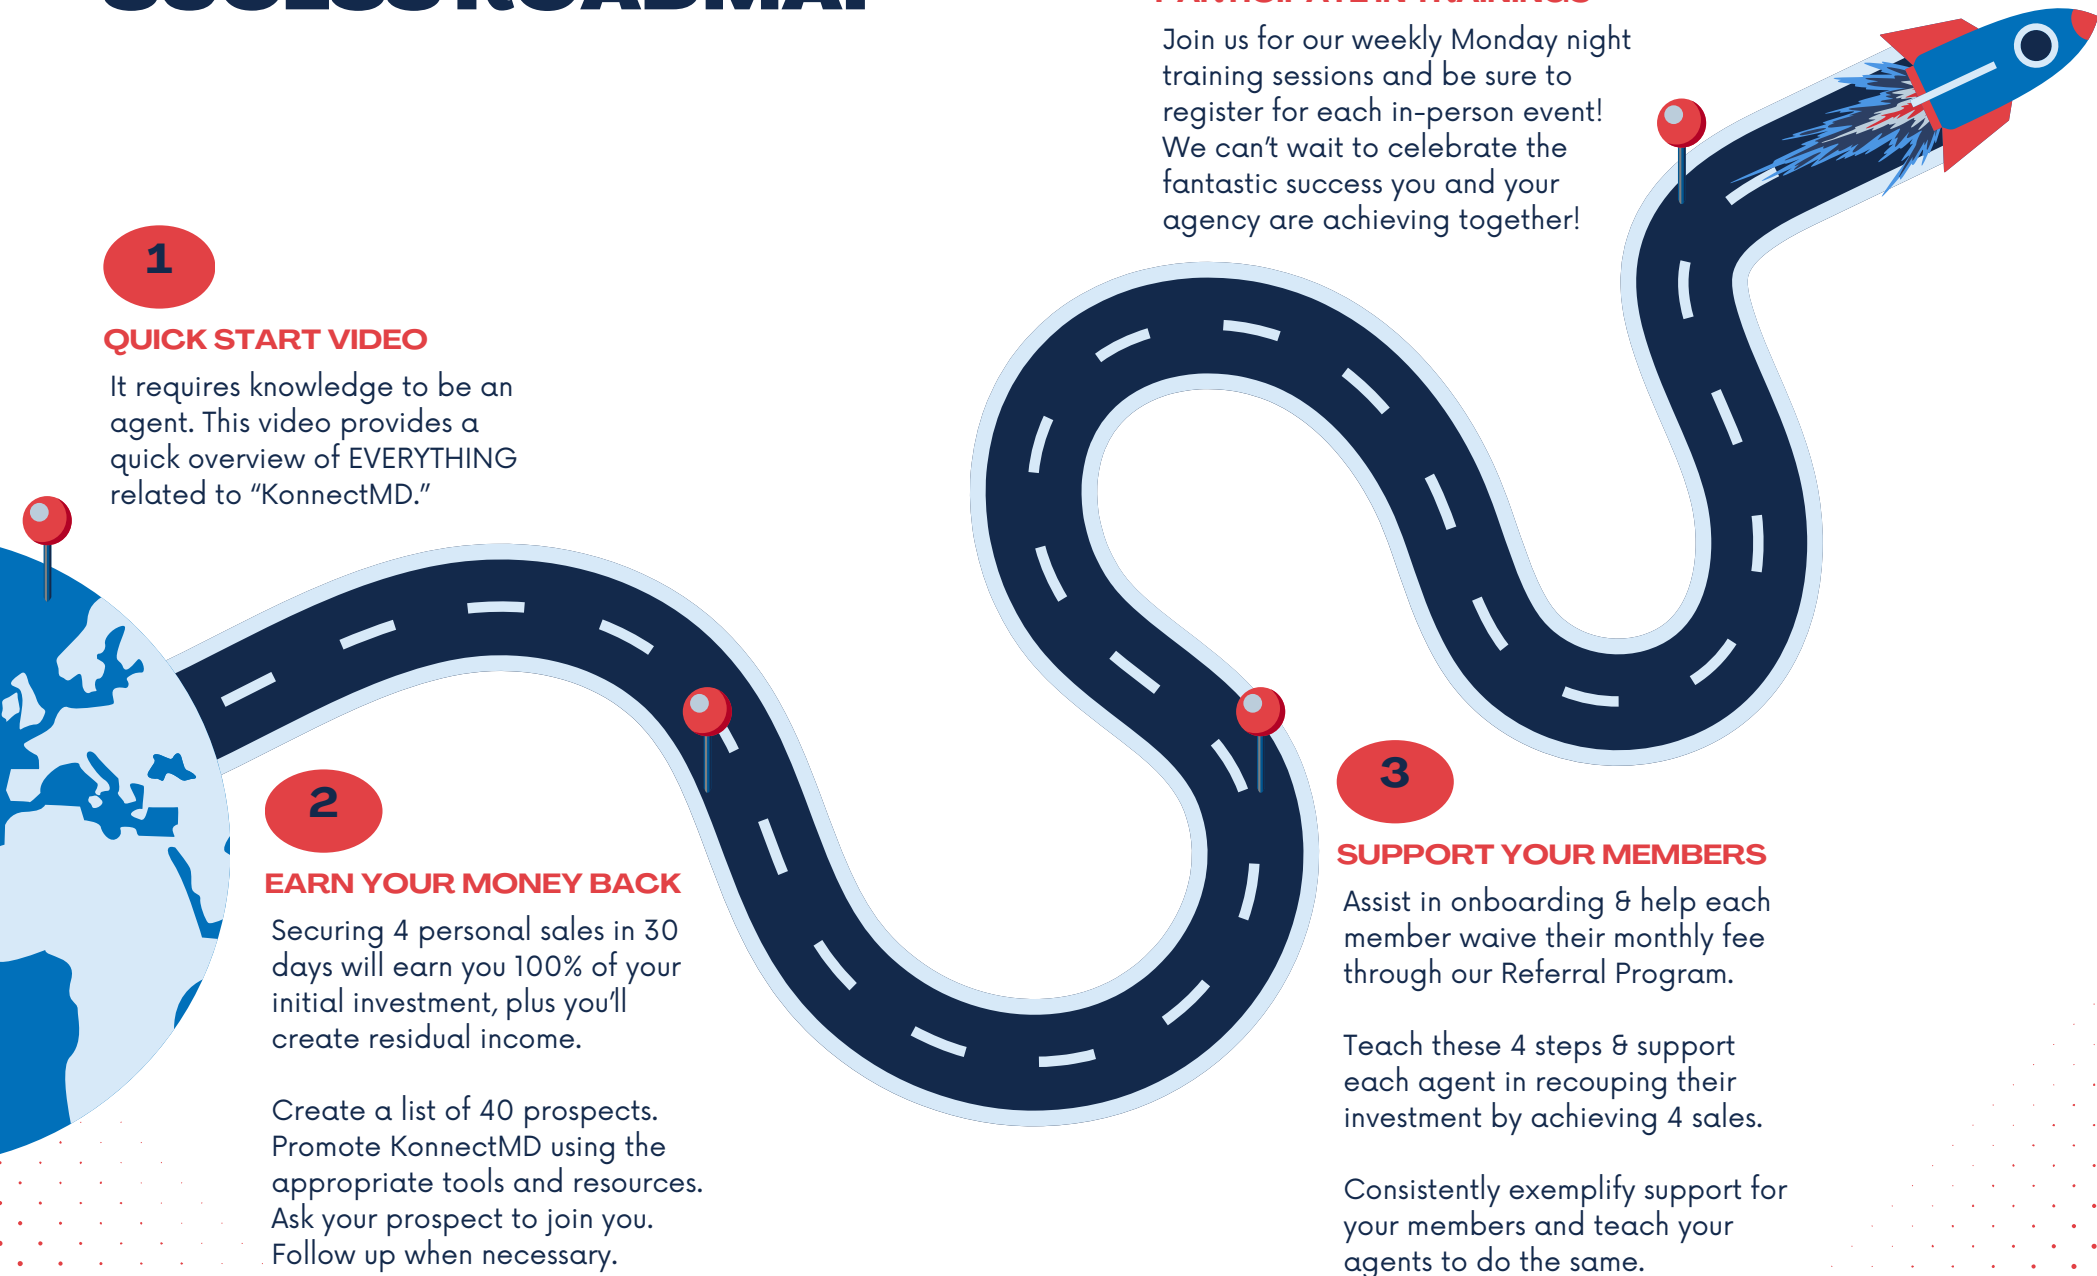 SUCCESS ROADMAP
1
QUICK START VIDEO
It requires knowledge to be an
agent. This video provides a
quick overview of EVERYTHING
related to “KonnectMD.”
2
EARN YOUR MONEY BACK
Securing 4 personal sales in 30
days will earn you 100% of your
initial investment, plus you’ll
create residual income.
Create a list of 40 prospects.
Promote KonnectMD using the
appropriate tools and resources.
Ask your prospect to join you.
Follow up when necessary.
3
SUPPORT YOUR MEMBERS
Assist in onboarding & help each
member waive their monthly fee
through our Referral Program.
Teach these 4 steps & support
each agent in recouping their
investment by achieving 4 sales.
Consistently exemplify support for
your members and teach your
agents to do the same.
PARTICIPATE IN TRAININGS
Join us for our weekly Monday night
training sessions and be sure to
register for each in-person event!
We can’t wait to celebrate the
fantastic success you and your
agency are achieving together!